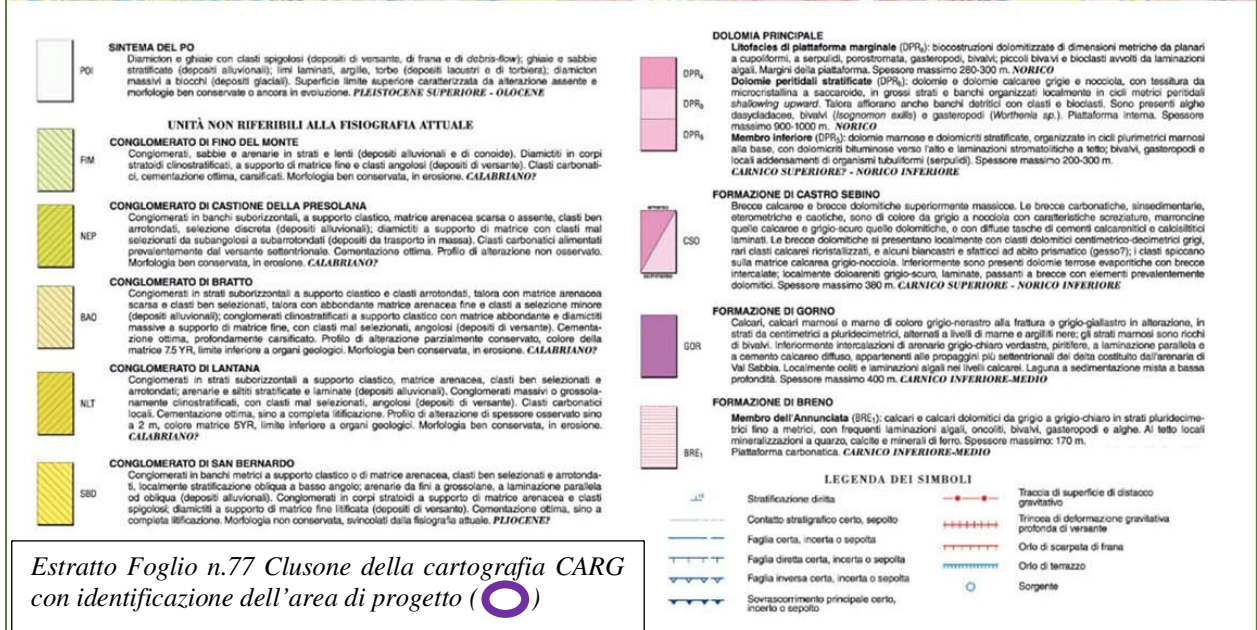 SINTEMA DEL PO
Diamicton e ghiaie con clasti spigolosi (depositi di versante, di frana e di debris-flow); ghiaie e sabbie
stratificate (depositi alluvionali); limi laminati, argille, torbe (depositi lacustri e di torbiera); diamicton
massivi a blocchi (depositi glaciali). Superficie limite superiore caratterizzata da alterazione assente e
morfologie ben conservate o ancora in evoluzione. PLEISTOCENE SUPERIORE - OLOCENE
POI
UNITÀ NON RIFERIBILI ALLA FISIOGRAFIA ATTUALE
CONGLOMERATO DI FINO DEL MONTE
Conglomerati, sabbie e arenarie in strati e lenti (depositi alluvionali e di conoide). Diamictiti in corpi
stratoidi clinostratificati, a supporto di matrice fine e clasti angolosi (depositi di versante). Clasti carbonati-
ci, cementazione ottima, carsificati. Morfologia ben conservata, in erosione. CALABRIANO?
FIM
CONGLOMERATO DI CASTIONE DELLA PRESOLANA
Conglomerati in banchi suborizzontali, a supporto clastico, matrice arenacea scarsa o assente, clasti ben
arrotondati, selezione discreta (depositi alluvionali); diamictiti a supporto di matrice con clasti mal
selezionati da subangolosi a subarrotondati (depositi da trasporto in massa). Clasti carbonatici alimentati
prevalentemente dal versante settentrionale. Cementazione ottima. Profilo di alterazione non osservato.
Morfologia ben conservata, in erosione. CALABRIANO?
NEP
CONGLOMERATO DI BRATTO
Conglomerati in strati suborizzontali a supporto clastico e clasti arrotondati, talora con matrice arenacea
scarsa e clasti ben selezionati, talora con abbondante matrice arenacea fine e clasti a selezione minore
(depositi alluvionali); conglomerati clinostratificati a supporto clastico con matrice abbondante e diamictiti
massive a supporto di matrice fine, con clasti mal selezionati, angolosi (depositi di versante). Cementa-
zione ottima, profondamente carsificato. Profilo di alterazione parzialmente conservato, colore della
matrice 7.5 YR, limite inferiore a organi geologici. Morfologia ben conservata, in erosione. CALABRIANO?
BAO
CONGLOMERATO DI LANTANA
Conglomerati in strati suborizzontali a supporto clastico, matrice arenacea, clasti ben selezionati e
arrotondati; arenarie e siltiti stratificate e laminate (depositi alluvionali). Conglomerati massivi o grossola-
namente clinostratificati, con clasti mal selezionati, angolosi (depositi di versante). Clasti carbonatici
locali. Cementazione ottima, sino a completa litificazione. Profilo di alterazione di spessore osservato sino
a 2 m, colore matrice 5YR, limite inferiore a organi geologici. Morfologia ben conservata, in erosione.
CALABRIANO?
NLT
CONGLOMERATO DI SAN BERNARDO
Conglomerati in banchi metrici a supporto clastico o di matrice arenacea, clasti ben selezionati e arrotonda-
ti, localmente stratificazione obliqua a basso angolo; arenarie da fini a grossolane, a laminazione parallela
od obliqua (depositi alluvionali). Conglomerati in corpi stratoidi a supporto di matrice arenacea e clasti
spigolosi; diamictiti a supporto di matrice fine litificata (depositi di versante). Cementazione ottima, sino a
completa litificazione. Morfologia non conservata, svincolati dalla fisiografia attuale. PLIOCENE?
SBD
Estratto Foglio n.77 Clusone della cartografia CARG
con identificazione dell'area di progetto ( )
DOLOMIA PRINCIPALE
Litofacies di piattaforma marginale (DPR₄): biocostruzioni dolomitizzate di dimensioni metriche da planari
a cupoliformi, a serpulidi, porostromata, gasteropodi, bivalvi; piccoli bivalvi e bioclasti avvolti da laminazioni
algali. Margini della piattaforma. Spessore massimo 280-300 m. NORICO
Dolomie peritidali stratificate (DPR₆): dolomie e dolomie calcaree grigie e nocciola, con tessitura da
microcristallina a saccaroide, in grossi strati e banchi organizzati localmente in cicli metrici peritidali
shallowing upward. Talora affiorano anche banchi detritici con clasti e bioclasti. Sono presenti alghe
dasycladacee, bivalvi (Isognomon exilis) e gasteropodi (Worthenia sp.). Piattaforma interna. Spessore
massimo 900-1000 m. NORICO
Membro inferiore (DPR₅): dolomie marnose e dolomicriti stratificate, organizzate in cicli plurimetrici marnosi
alla base, con dolomicriti bituminose verso l'alto e laminazioni stromatolitiche a tetto; bivalvi, gasteropodi e
locali addensamenti di organismi tubuliformi (serpulidi). Spessore massimo 200-300 m.
CARNICO SUPERIORE? - NORICO INFERIORE
DPR₄
DPR₆
DPR₅
FORMAZIONE DI CASTRO SEBINO
Brecce calcaree e brecce dolomitiche superiormente massicce. Le brecce carbonatiche, sinsedimentarie,
eterometriche e caotiche, sono di colore da grigio a nocciola con caratteristiche screziature, marroncine
quelle calcaree e grigio-scuro quelle dolomitiche, e con diffuse tasche di cementi calcarenitici e calcisiltitici
laminati. Le brecce dolomitiche si presentano localmente con clasti dolomitici centimetrico-decimetrici grigi,
rari clasti calcarei ricristallizzati, e alcuni biancastri e sfatticci ad abito prismatico (gesso?); i clasti spiccano
sulla matrice calcarea grigio-nocciola. Inferiormente sono presenti dolomie terrose evaporitiche con brecce
intercalate; localmente doloareniti grigio-scuro, laminate, passanti a brecce con elementi prevalentemente
dolomitici. Spessore massimo 380 m. CARNICO SUPERIORE - NORICO INFERIORE
CSO
FORMAZIONE DI GORNO
Calcari, calcari marnosi e marne di colore grigio-nerastro alla frattura o grigio-giallastro in alterazione, in
strati da centimetrici a pluridecimetrici, alternati a livelli di marne e argilliti nere; gli strati marnosi sono ricchi
di bivalvi. Inferiormente intercalazioni di arenarie grigio-chiaro verdastro, piritifere, a laminazione parallela e
a cemento calcareo diffuso, appartenenti alle propaggini più settentrionali del delta costituito dall'arenaria di
Val Sabbia. Localmente ooliti e laminazioni algali nei livelli calcarei. Laguna a sedimentazione mista a bassa
profondità. Spessore massimo 400 m. CARNICO INFERIORE-MEDIO
GOR
FORMAZIONE DI BRENO
Membro dell'Annunciata (BRE₁): calcari e calcari dolomitici da grigio a grigio-chiaro in strati pluridecime-
trici fino a metrici, con frequenti laminazioni algali, oncoliti, bivalvi, gasteropodi e alghe. Al tetto locali
mineralizzazioni a quarzo, calcite e minerali di ferro. Spessore massimo: 170 m.
Piattaforma carbonatica. CARNICO INFERIORE-MEDIO
BRE₁
LEGENDA DEI SIMBOLI
Stratificazione diritta
Contatto stratigrafico certo, sepolto
Faglia certa, incerta o sepolta
Faglia diretta certa, incerta o sepolta
Faglia inversa certa, incerta o sepolta
Sovrascorrimento principale certo,
incerto o sepolto
Traccia di superficie di distacco
gravitativo
Trincea di deformazione gravitativa
profonda di versante
Orlo di scarpata di frana
Orlo di terrazzo
Sorgente